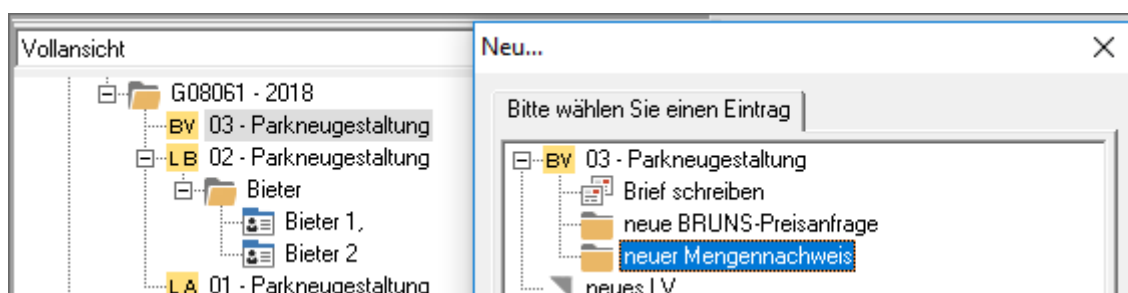 Vollansicht
G08061 - 2018
BV 03 - Parkneugestaltung
LB 02 - Parkneugestaltung
Bieter
Bieter 1,
Bieter 2
LA 01 - Parkneugestaltung
Neu...
Bitte wählen Sie einen Eintrag
BV 03 - Parkneugestaltung
Brief schreiben
neue BRUNS-Preisanfrage
neuer Mengennachweis
neues LV